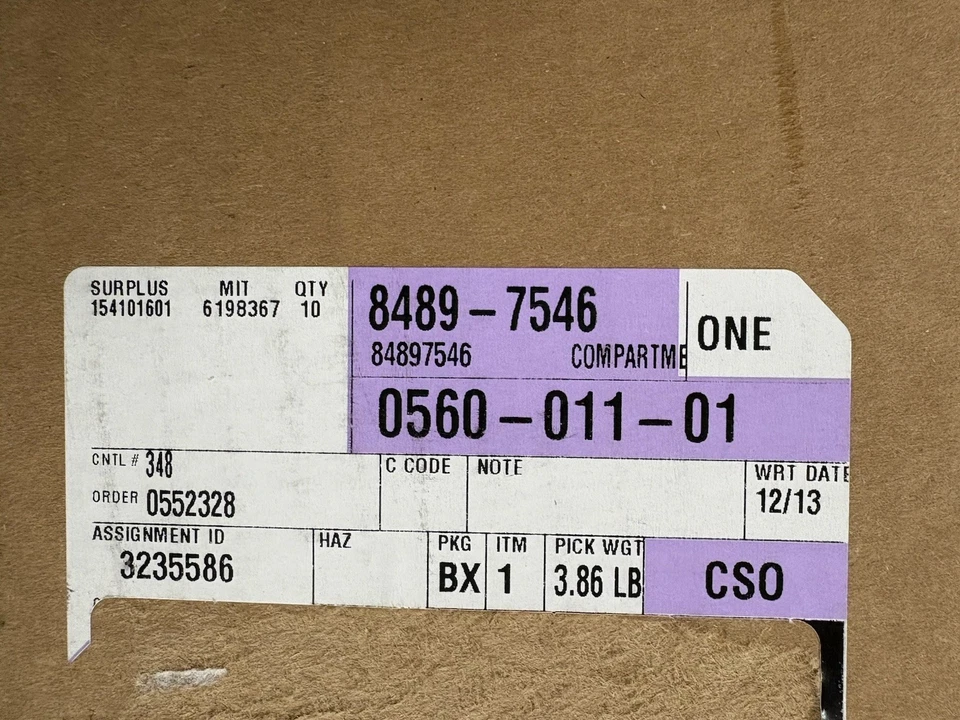 SURPLUS MIT QTY
154101601 6198367 10
8489-7546
84897546 COMPARTME
ONE
0560-011-01
CNTL # 348
ORDER 0552328
C CODE
NOTE
WRT DATE
12/13
ASSIGNMENT ID
3235586
HAZ
PKG
BX
ITM
1
PICK WGT
3.86 LB
CSO